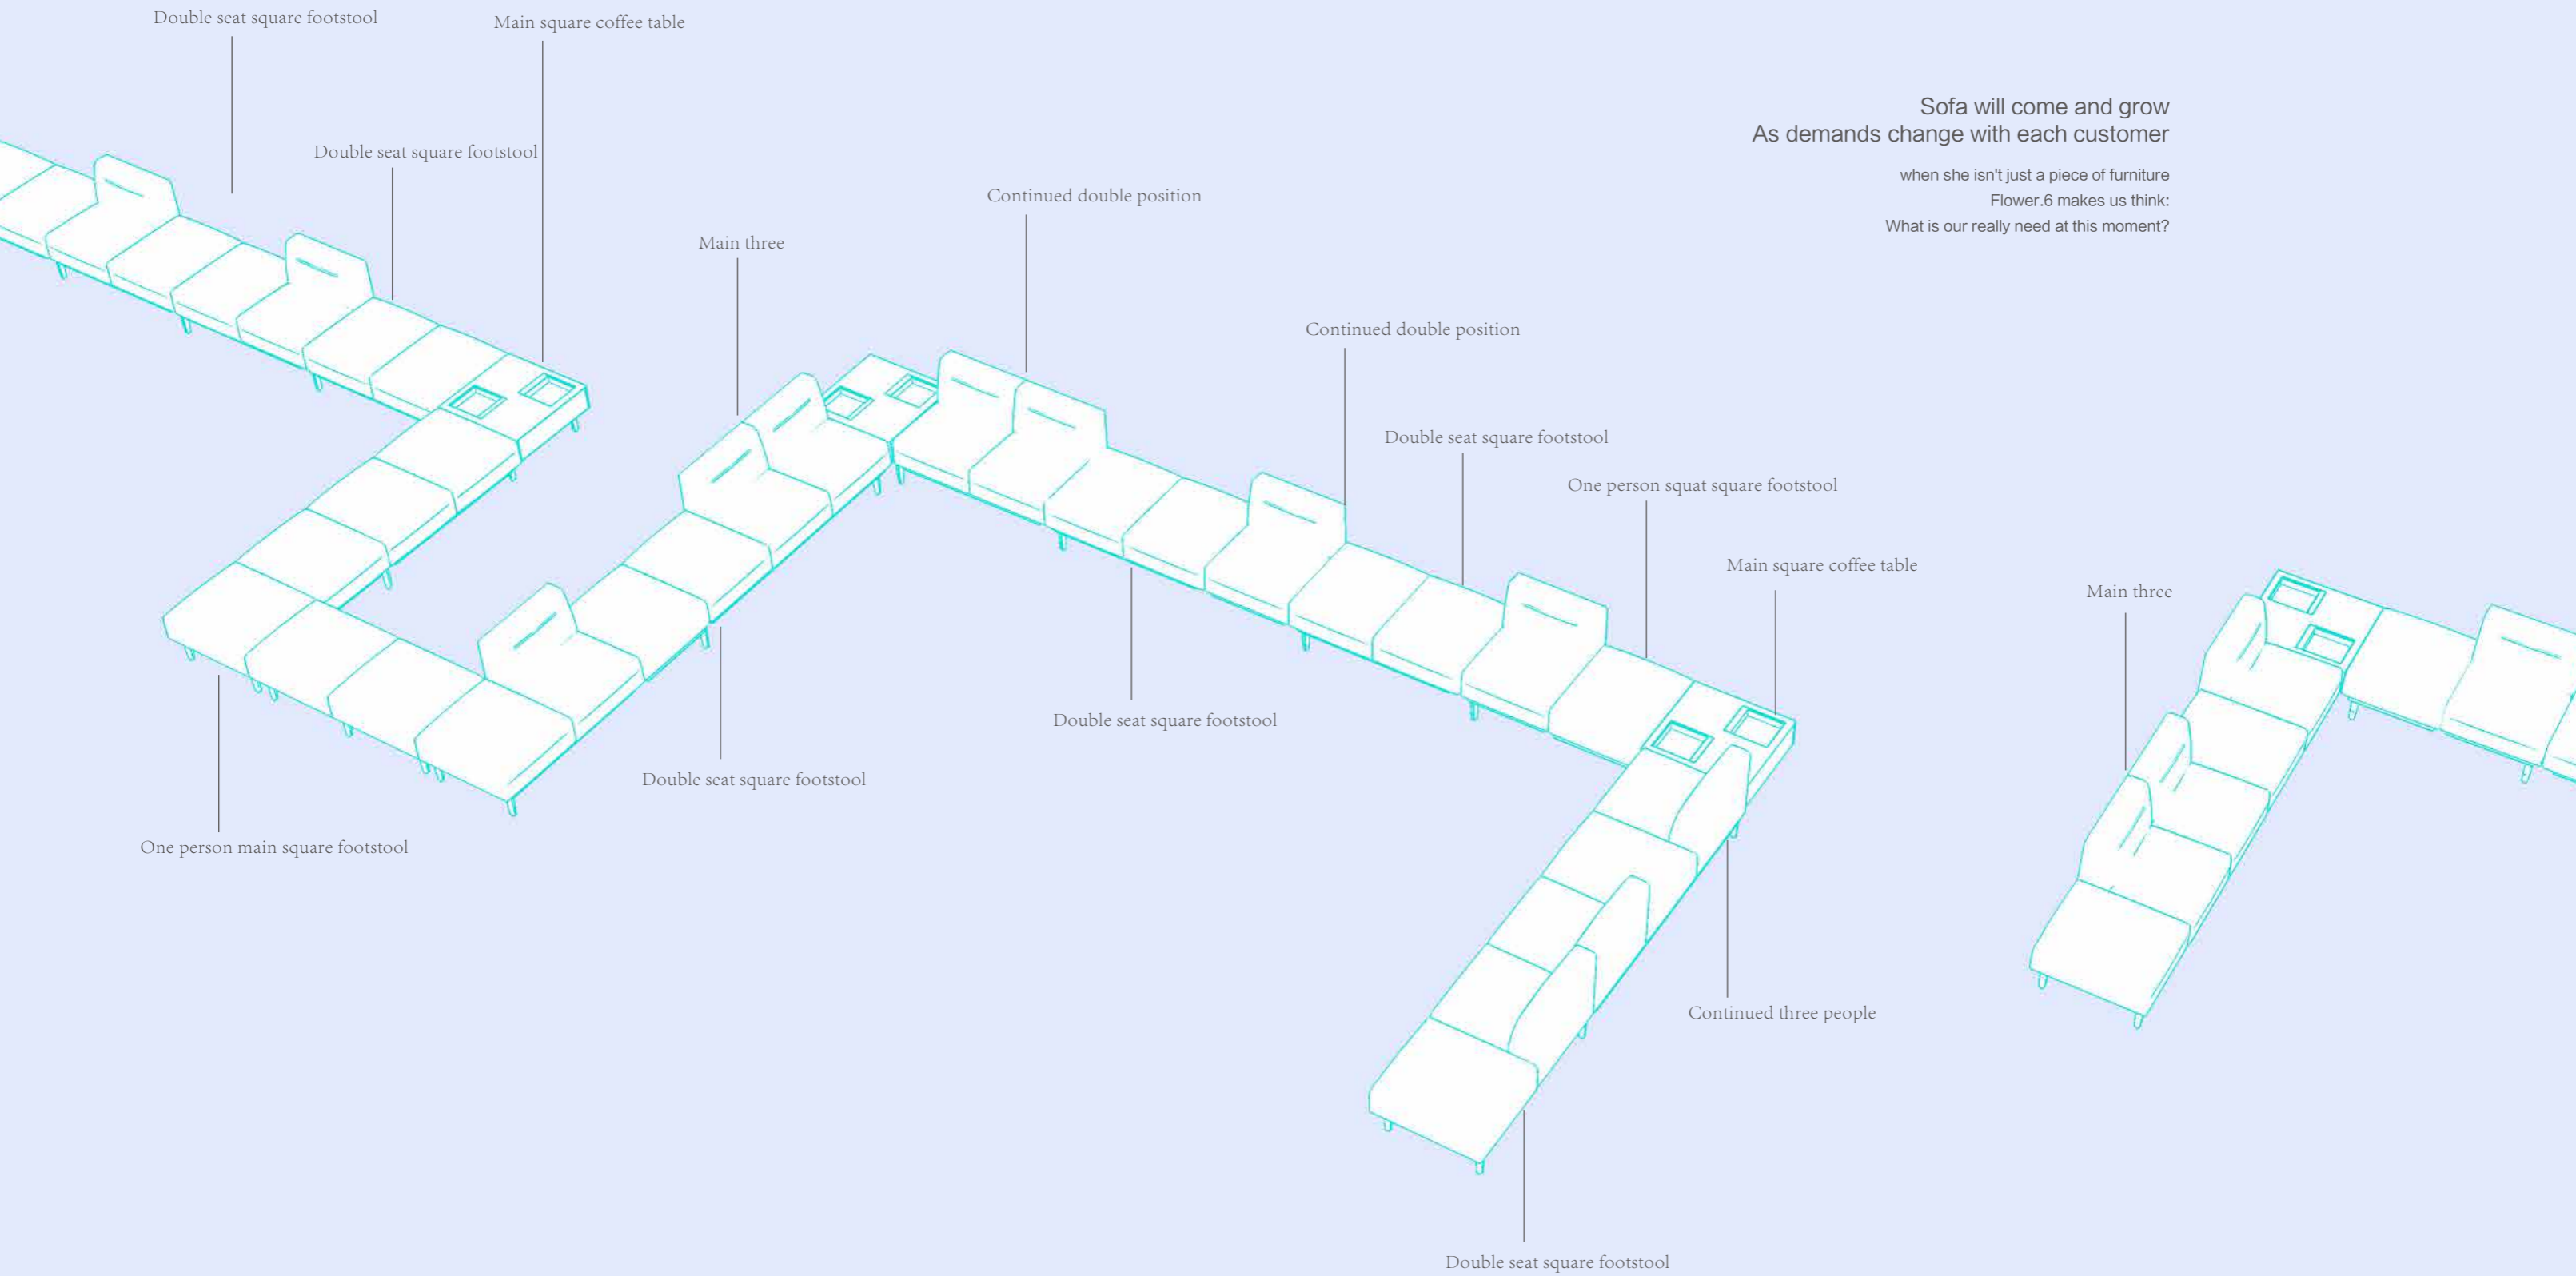 Double seat square footstool
Main square coffee table
Sofa will come and grow
As demands change with each customer
Double seat square footstool
when she isn't just a piece of furniture
Flower.6 makes us think:
What is our really need at this moment?
Continued double position
Main three
Continued double position
Double seat square footstool
One person squat square footstool
Main square coffee table
Main three
Double seat square footstool
Double seat square footstool
One person main square footstool
Continued three people
Double seat square footstool